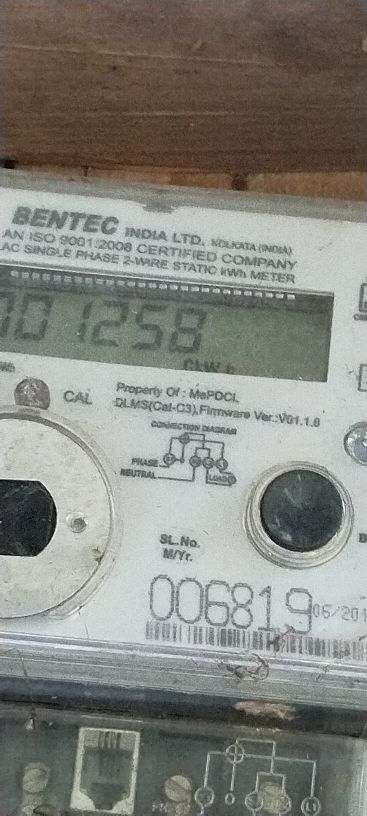 BENTEC INDIA LTD. KOLKATA (INDIA)
AN ISO 9001:2008 CERTIFIED COMPANY
AC SINGLE PHASE 2-WIRE STATIC kWh METER
001258
Wh
CAL
Property Of : MePDCL
DLMS(Cat-C3),Firmware Ver.:V01.1.8
CONNECTION DIAGRAM
PHASE
NEUTRAL
LOAD
SL.No.
M/Yr.
006819
06/201